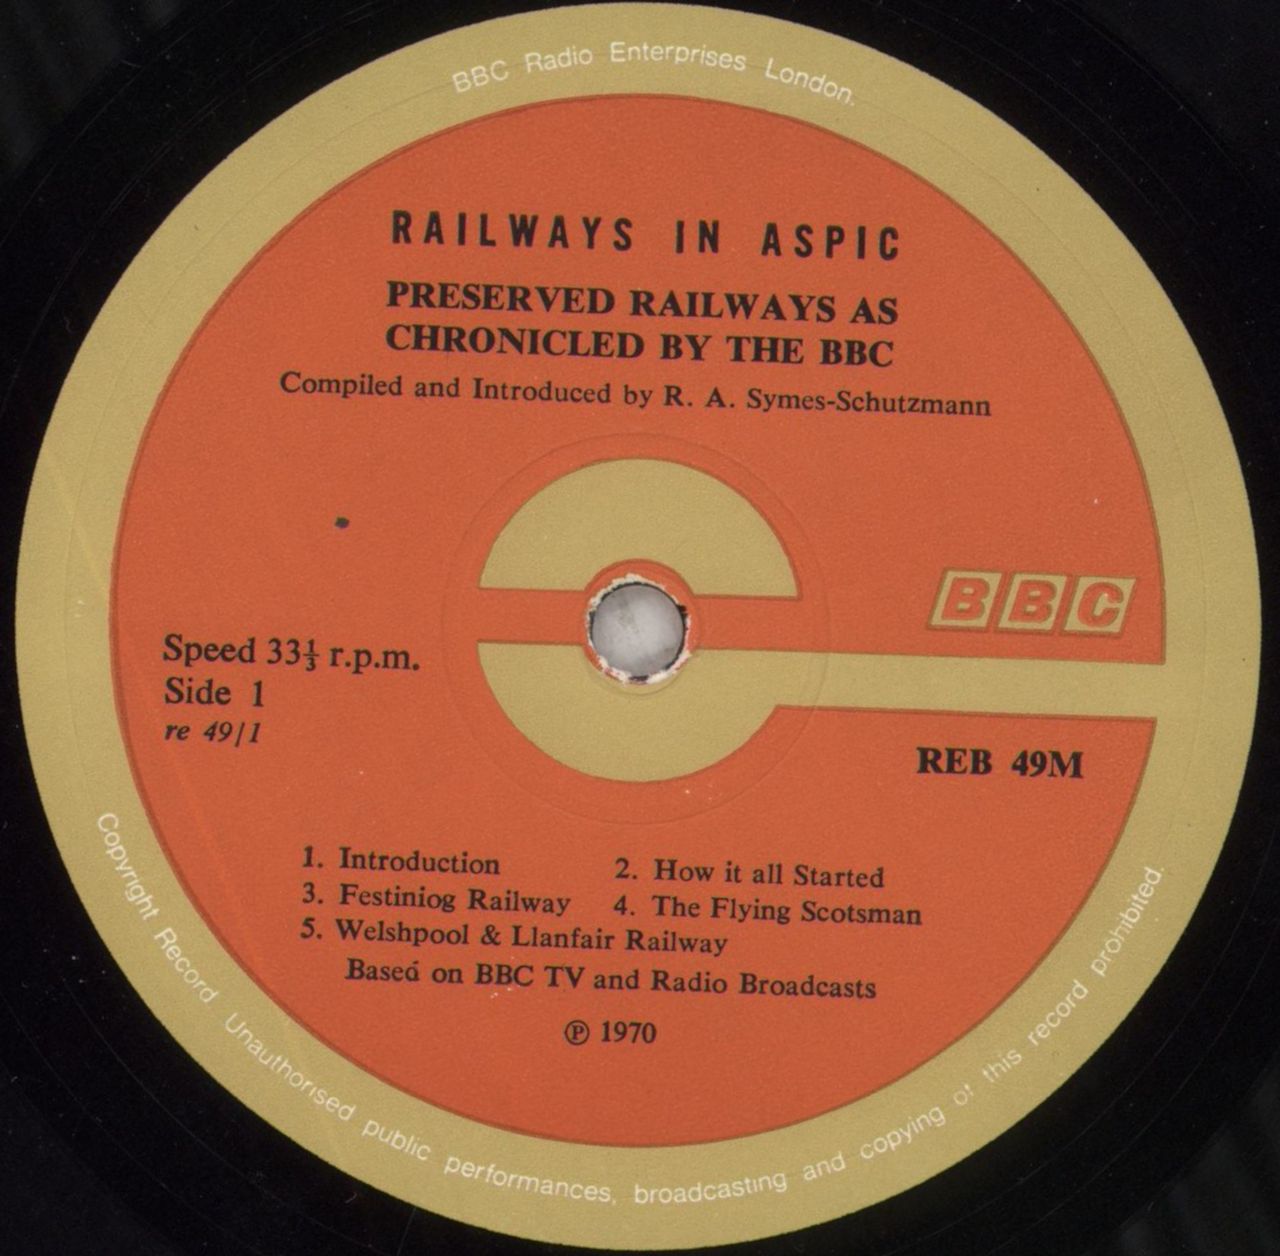 BBC Radio Enterprises London.
RAILWAYS IN ASPIC
PRESERVED RAILWAYS AS
CHRONICLED BY THE BBC
Compiled and Introduced by R. A. Symes-Schutzmann
BBC
Speed 33⅓ r.p.m.
Side 1
re 49/1
REB 49M
1. Introduction 2. How it all Started
3. Festiniog Railway 4. The Flying Scotsman
5. Welshpool & Llanfair Railway
Based on BBC TV and Radio Broadcasts
℗ 1970
Copyright Record. Unauthorised public performances, broadcasting and copying of this record prohibited.